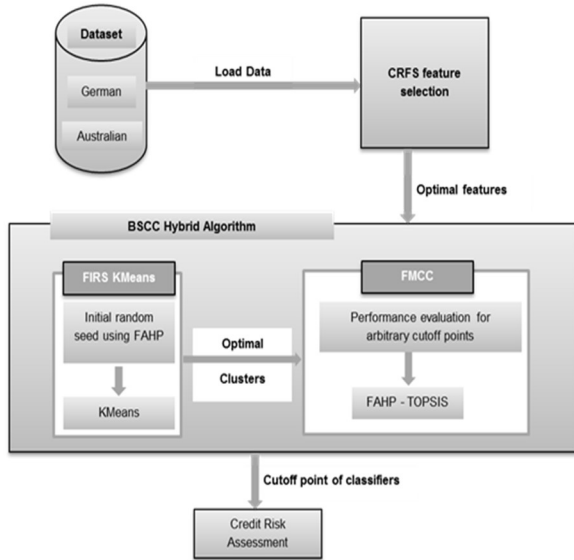 Dataset
German
Australian
Load Data
CRFS feature
selection
Optimal features
BSCC Hybrid Algorithm
FIRS KMeans
Initial random
seed using FAHP
KMeans
Optimal
Clusters
FMCC
Performance evaluation for
arbitrary cutoff points
FAHP - TOPSIS
Cutoff point of classifiers
Credit Risk
Assessment